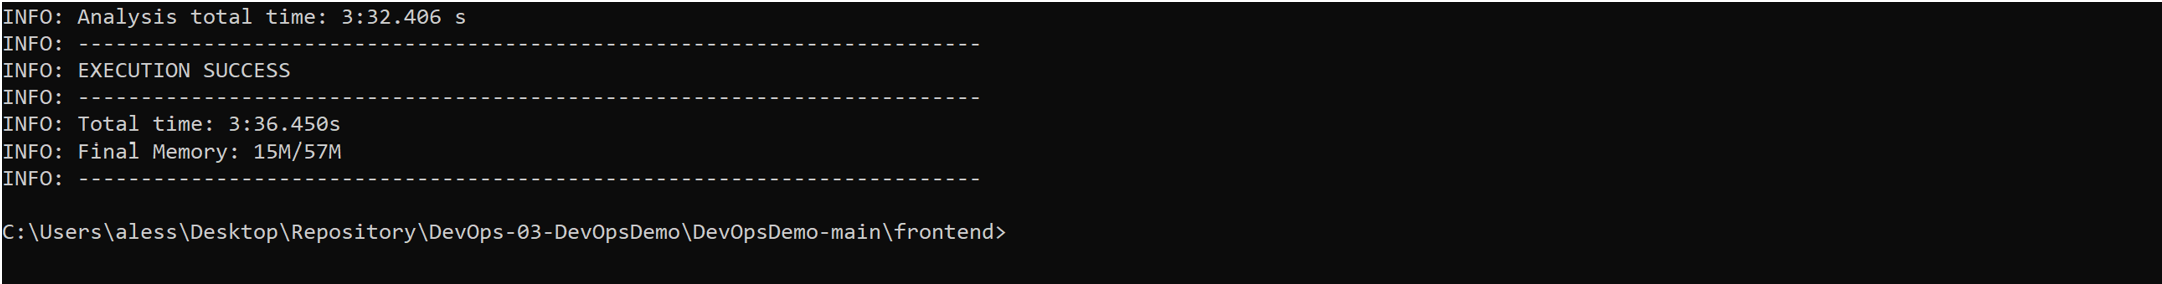 INFO: Analysis total time: 3:32.406 s
INFO: ------------------------------------------------------------------------
INFO: EXECUTION SUCCESS
INFO: ------------------------------------------------------------------------
INFO: Total time: 3:36.450s
INFO: Final Memory: 15M/57M
INFO: ------------------------------------------------------------------------
C:\Users\aless\Desktop\Repository\DevOps-03-DevOpsDemo\DevOpsDemo-main\frontend>